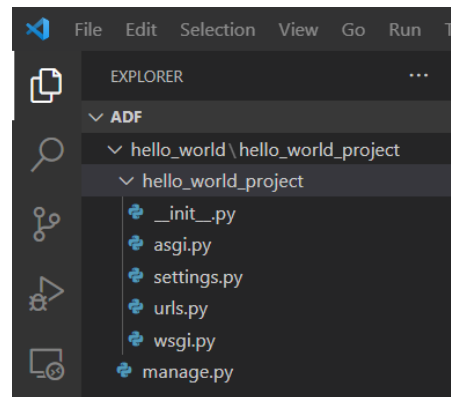 File Edit Selection View Go Run
EXPLORER ...
ADF
hello_world\hello_world_project
hello_world_project
__init__.py
asgi.py
settings.py
urls.py
wsgi.py
manage.py